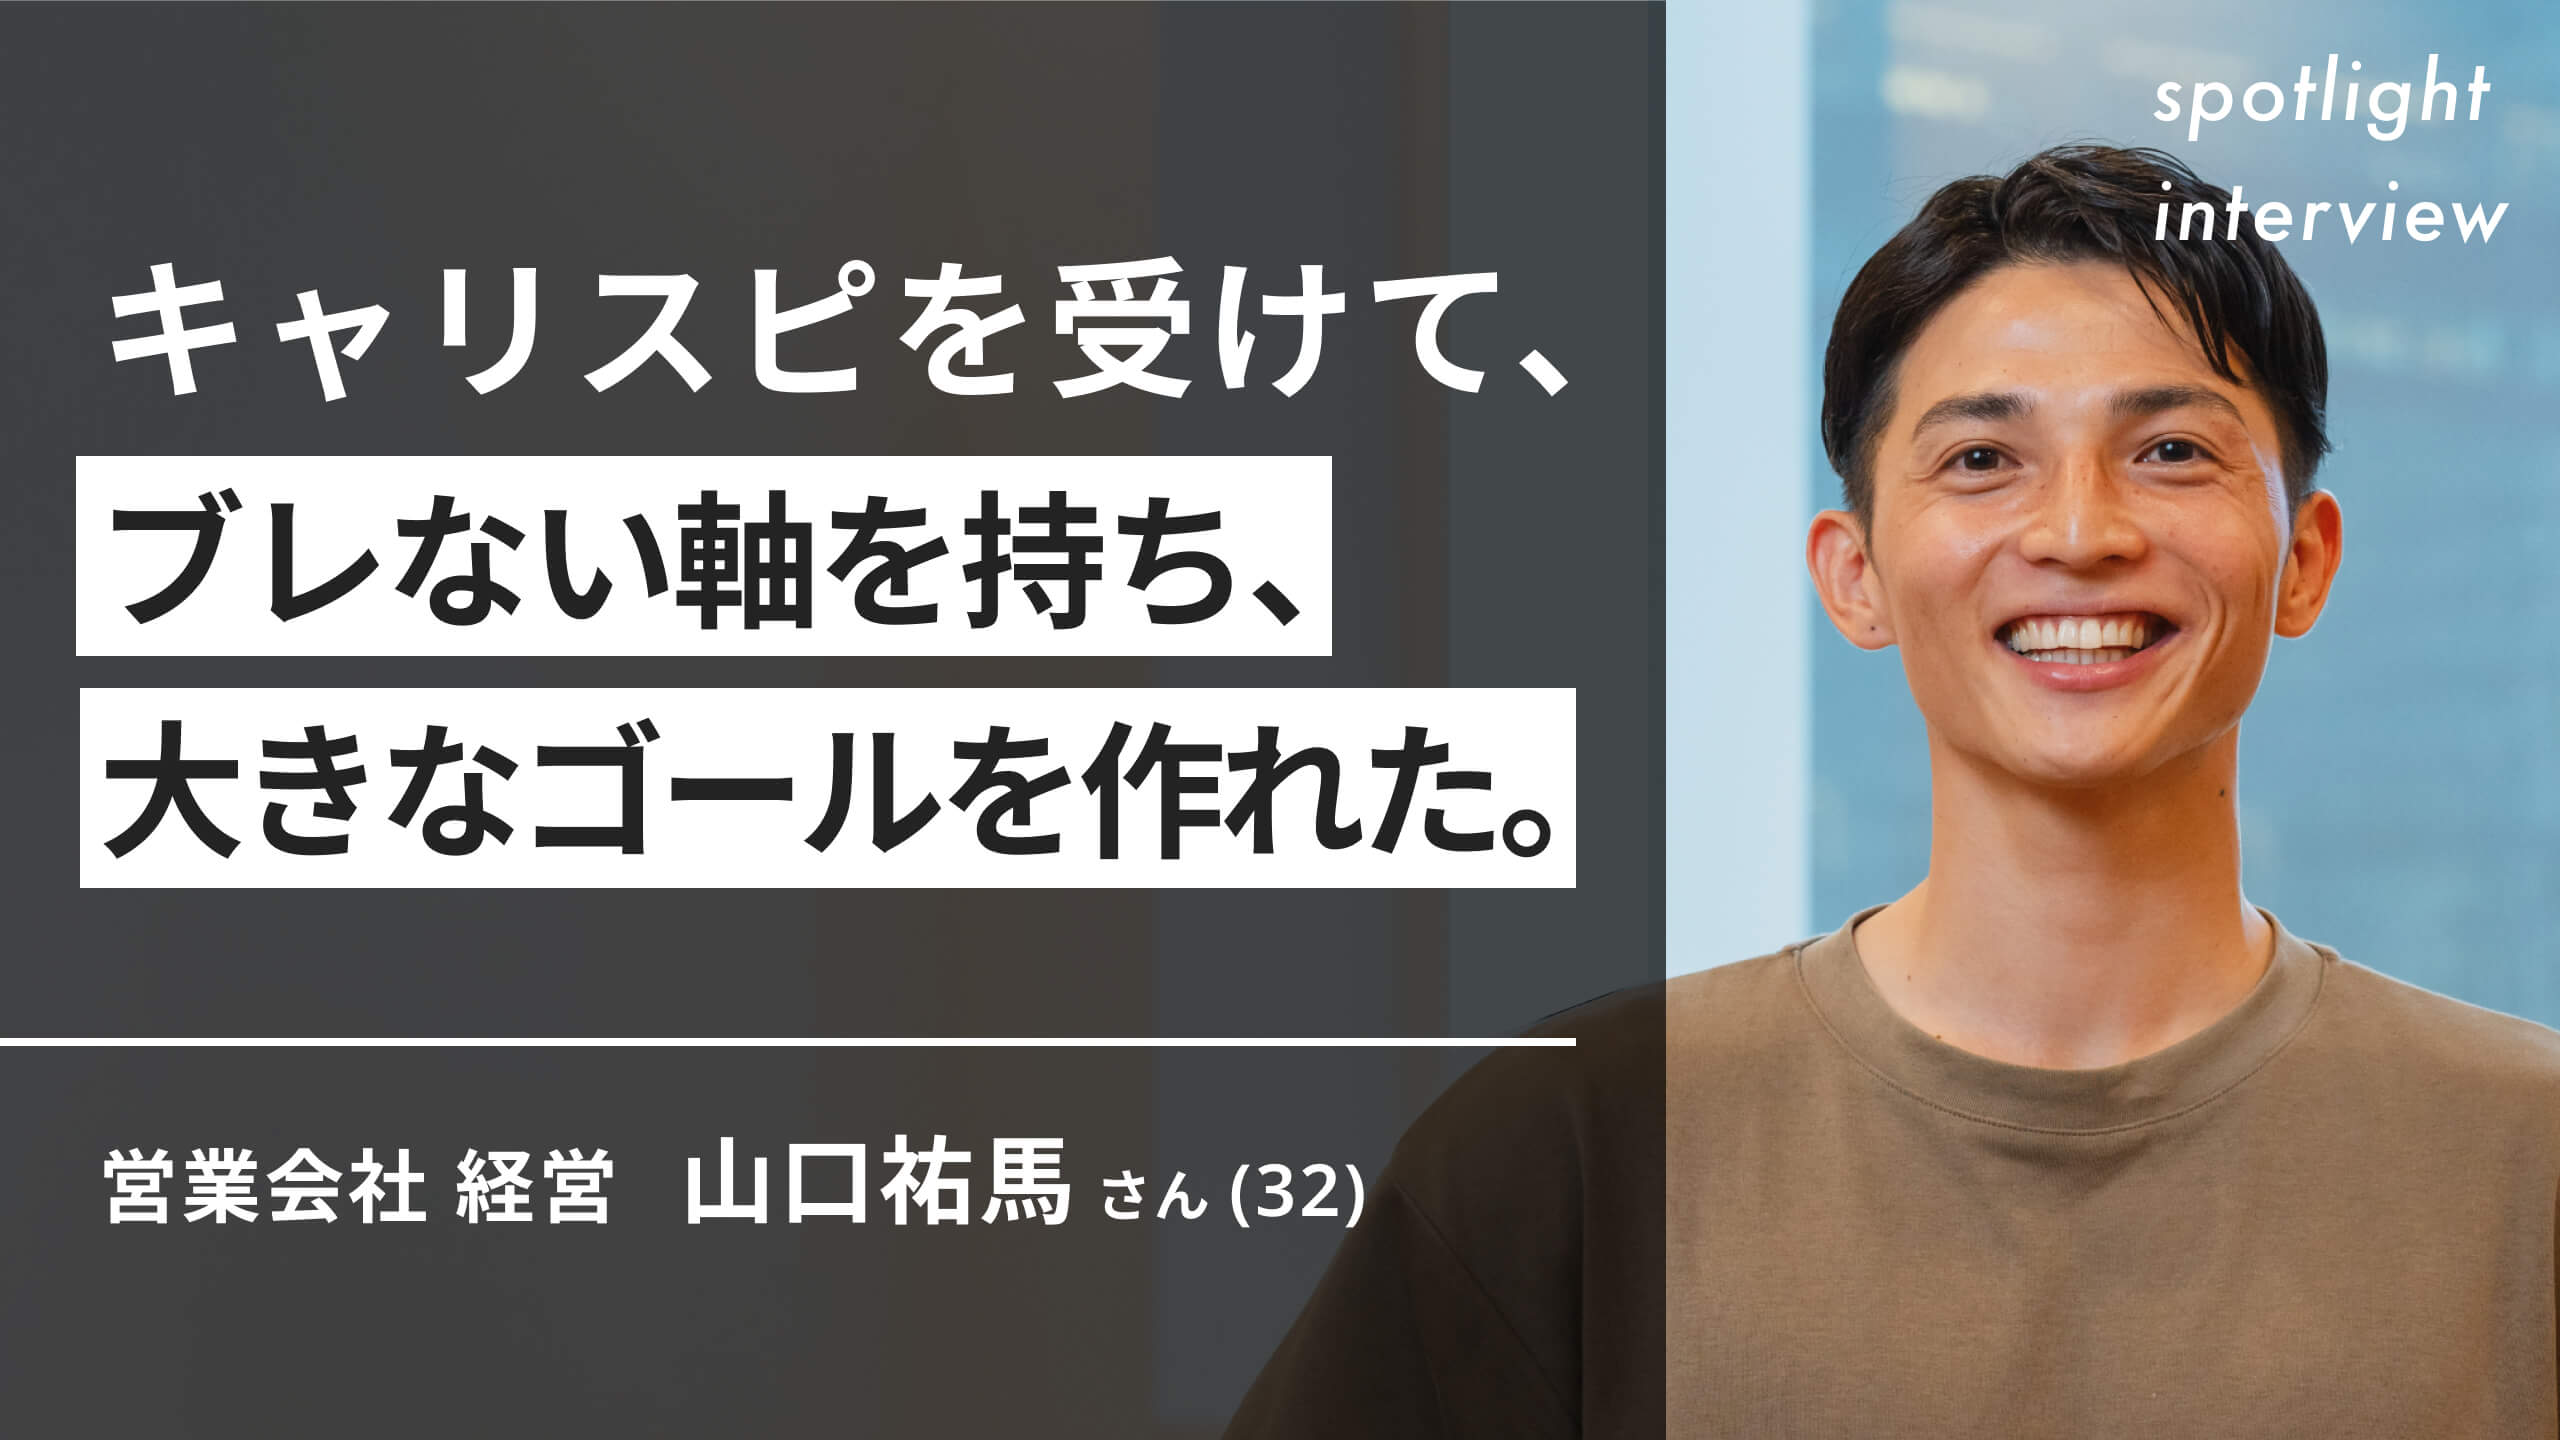 spotlight
interview
キャリスピを受けて、
ブレない軸を持ち、
大きなゴールを作れた。
営業会社 経営 山口祐馬 さん (32)